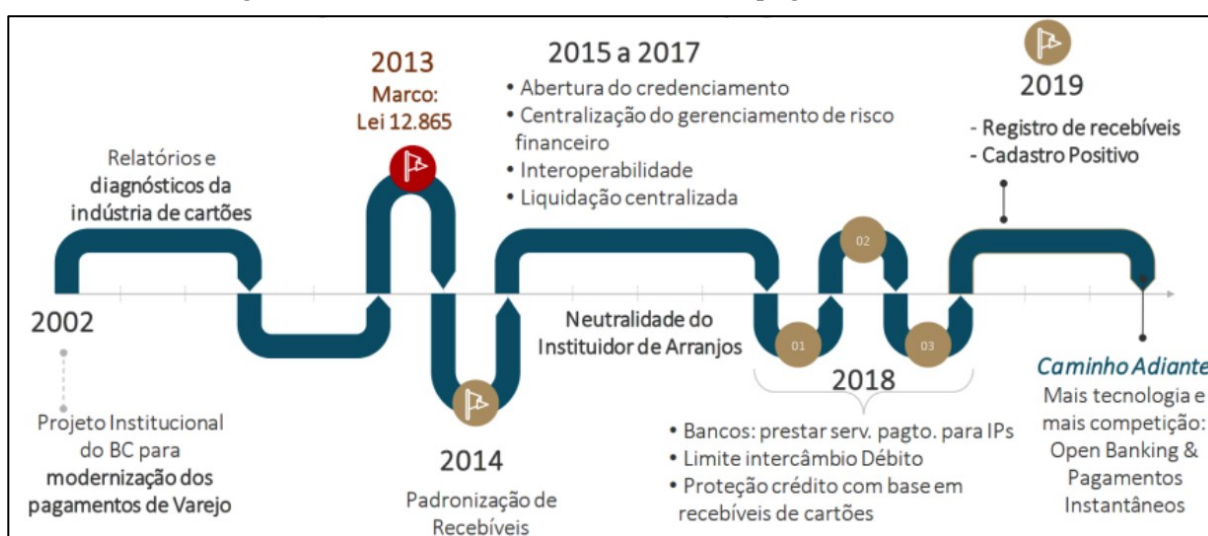 2002
Projeto Institucional
do BC para
modernização dos
pagamentos de Varejo
Relatórios e
diagnósticos da
indústria de cartões
2013
Marco:
Lei 12.865
2014
Padronização de
Recebíveis
2015 a 2017
• Abertura do credenciamento
• Centralização do gerenciamento de risco
financeiro
• Interoperabilidade
• Liquidação centralizada
Neutralidade do
Instituidor de Arranjos
01
02
03
2018
• Bancos: prestar serv. pagto. para IPs
• Limite intercâmbio Débito
• Proteção crédito com base em
recebíveis de cartões
2019
- Registro de recebíveis
- Cadastro Positivo
Caminho Adiante
Mais tecnologia e
mais competição:
Open Banking &
Pagamentos
Instantâneos